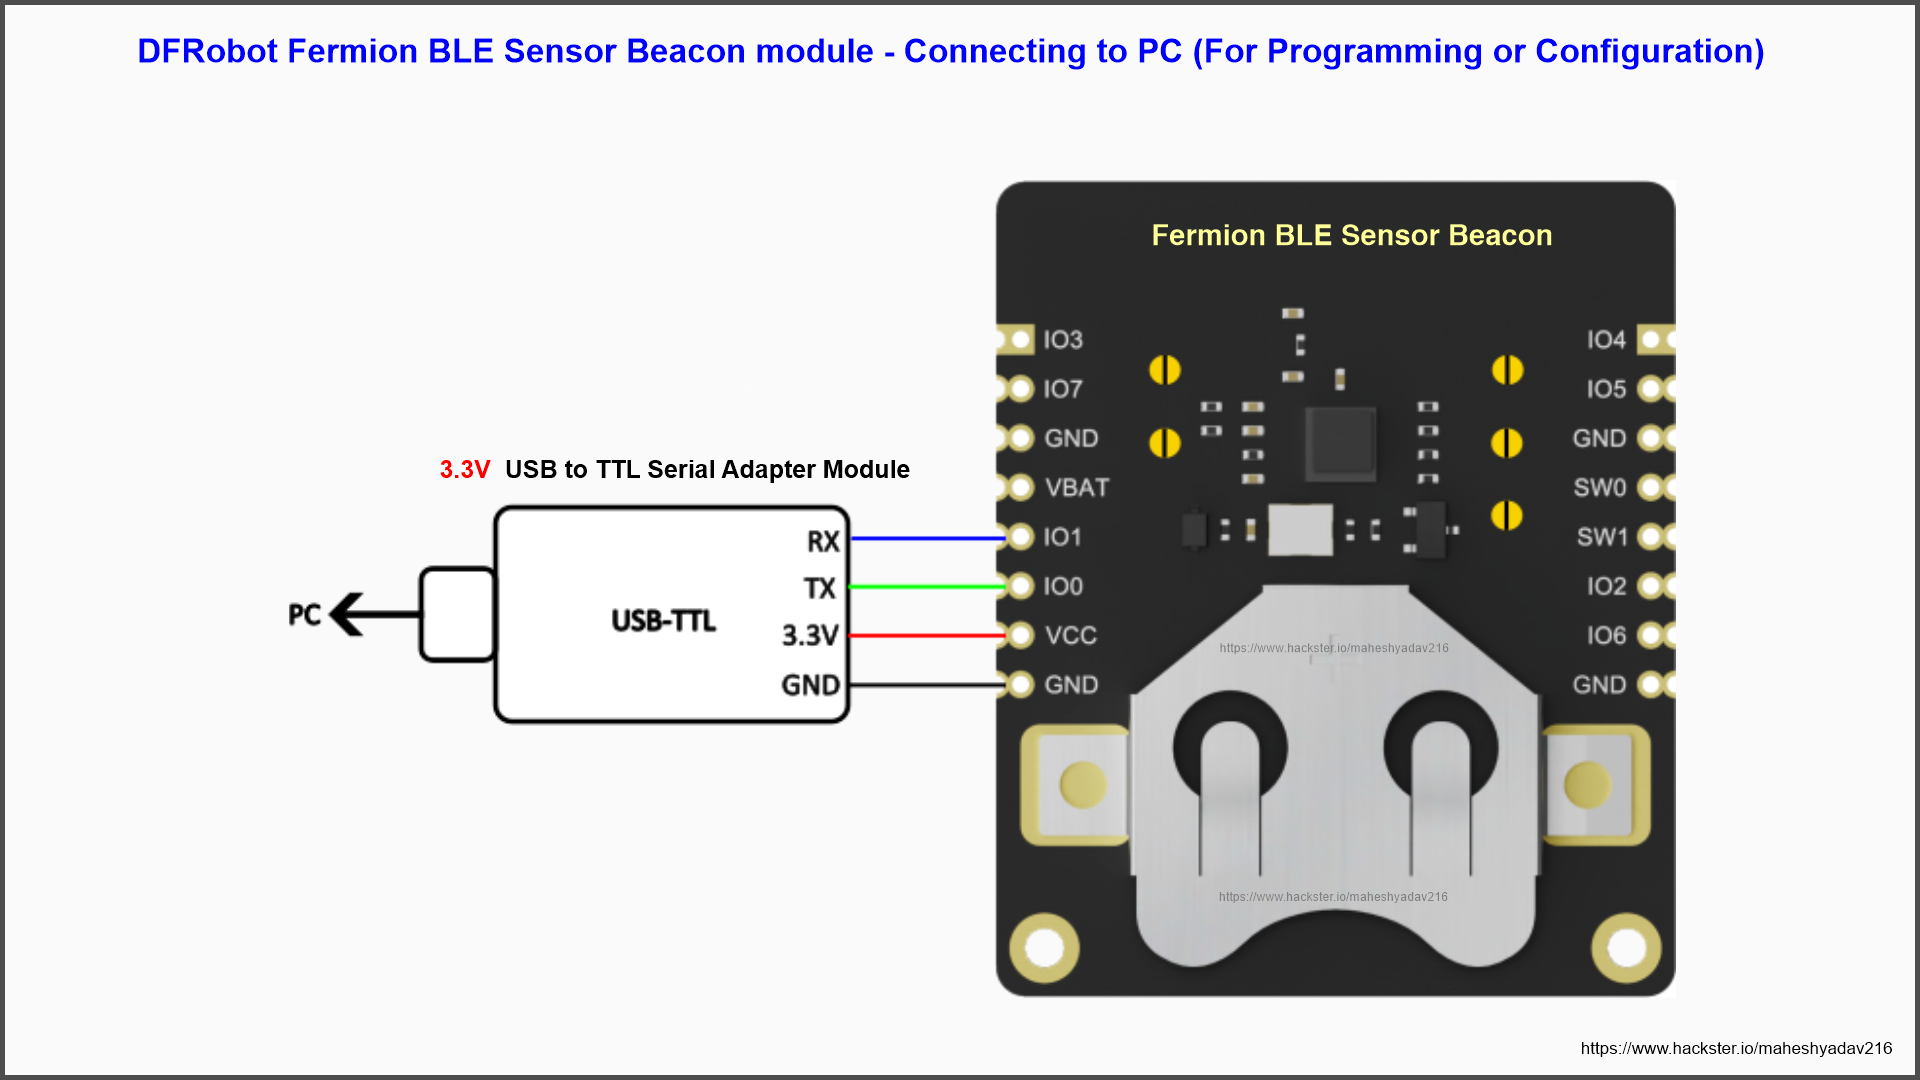 DFRobot Fermion BLE Sensor Beacon module - Connecting to PC (For Programming or Configuration)
Fermion BLE Sensor Beacon
IO3
IO7
GND
VBAT
IO1
IO0
VCC
GND
IO4
IO5
GND
SW0
SW1
IO2
IO6
GND
3.3V USB to TTL Serial Adapter Module
RX
TX
3.3V
GND
USB-TTL
PC
https://www.hackster.io/maheshyadav216
https://www.hackster.io/maheshyadav216
https://www.hackster.io/maheshyadav216